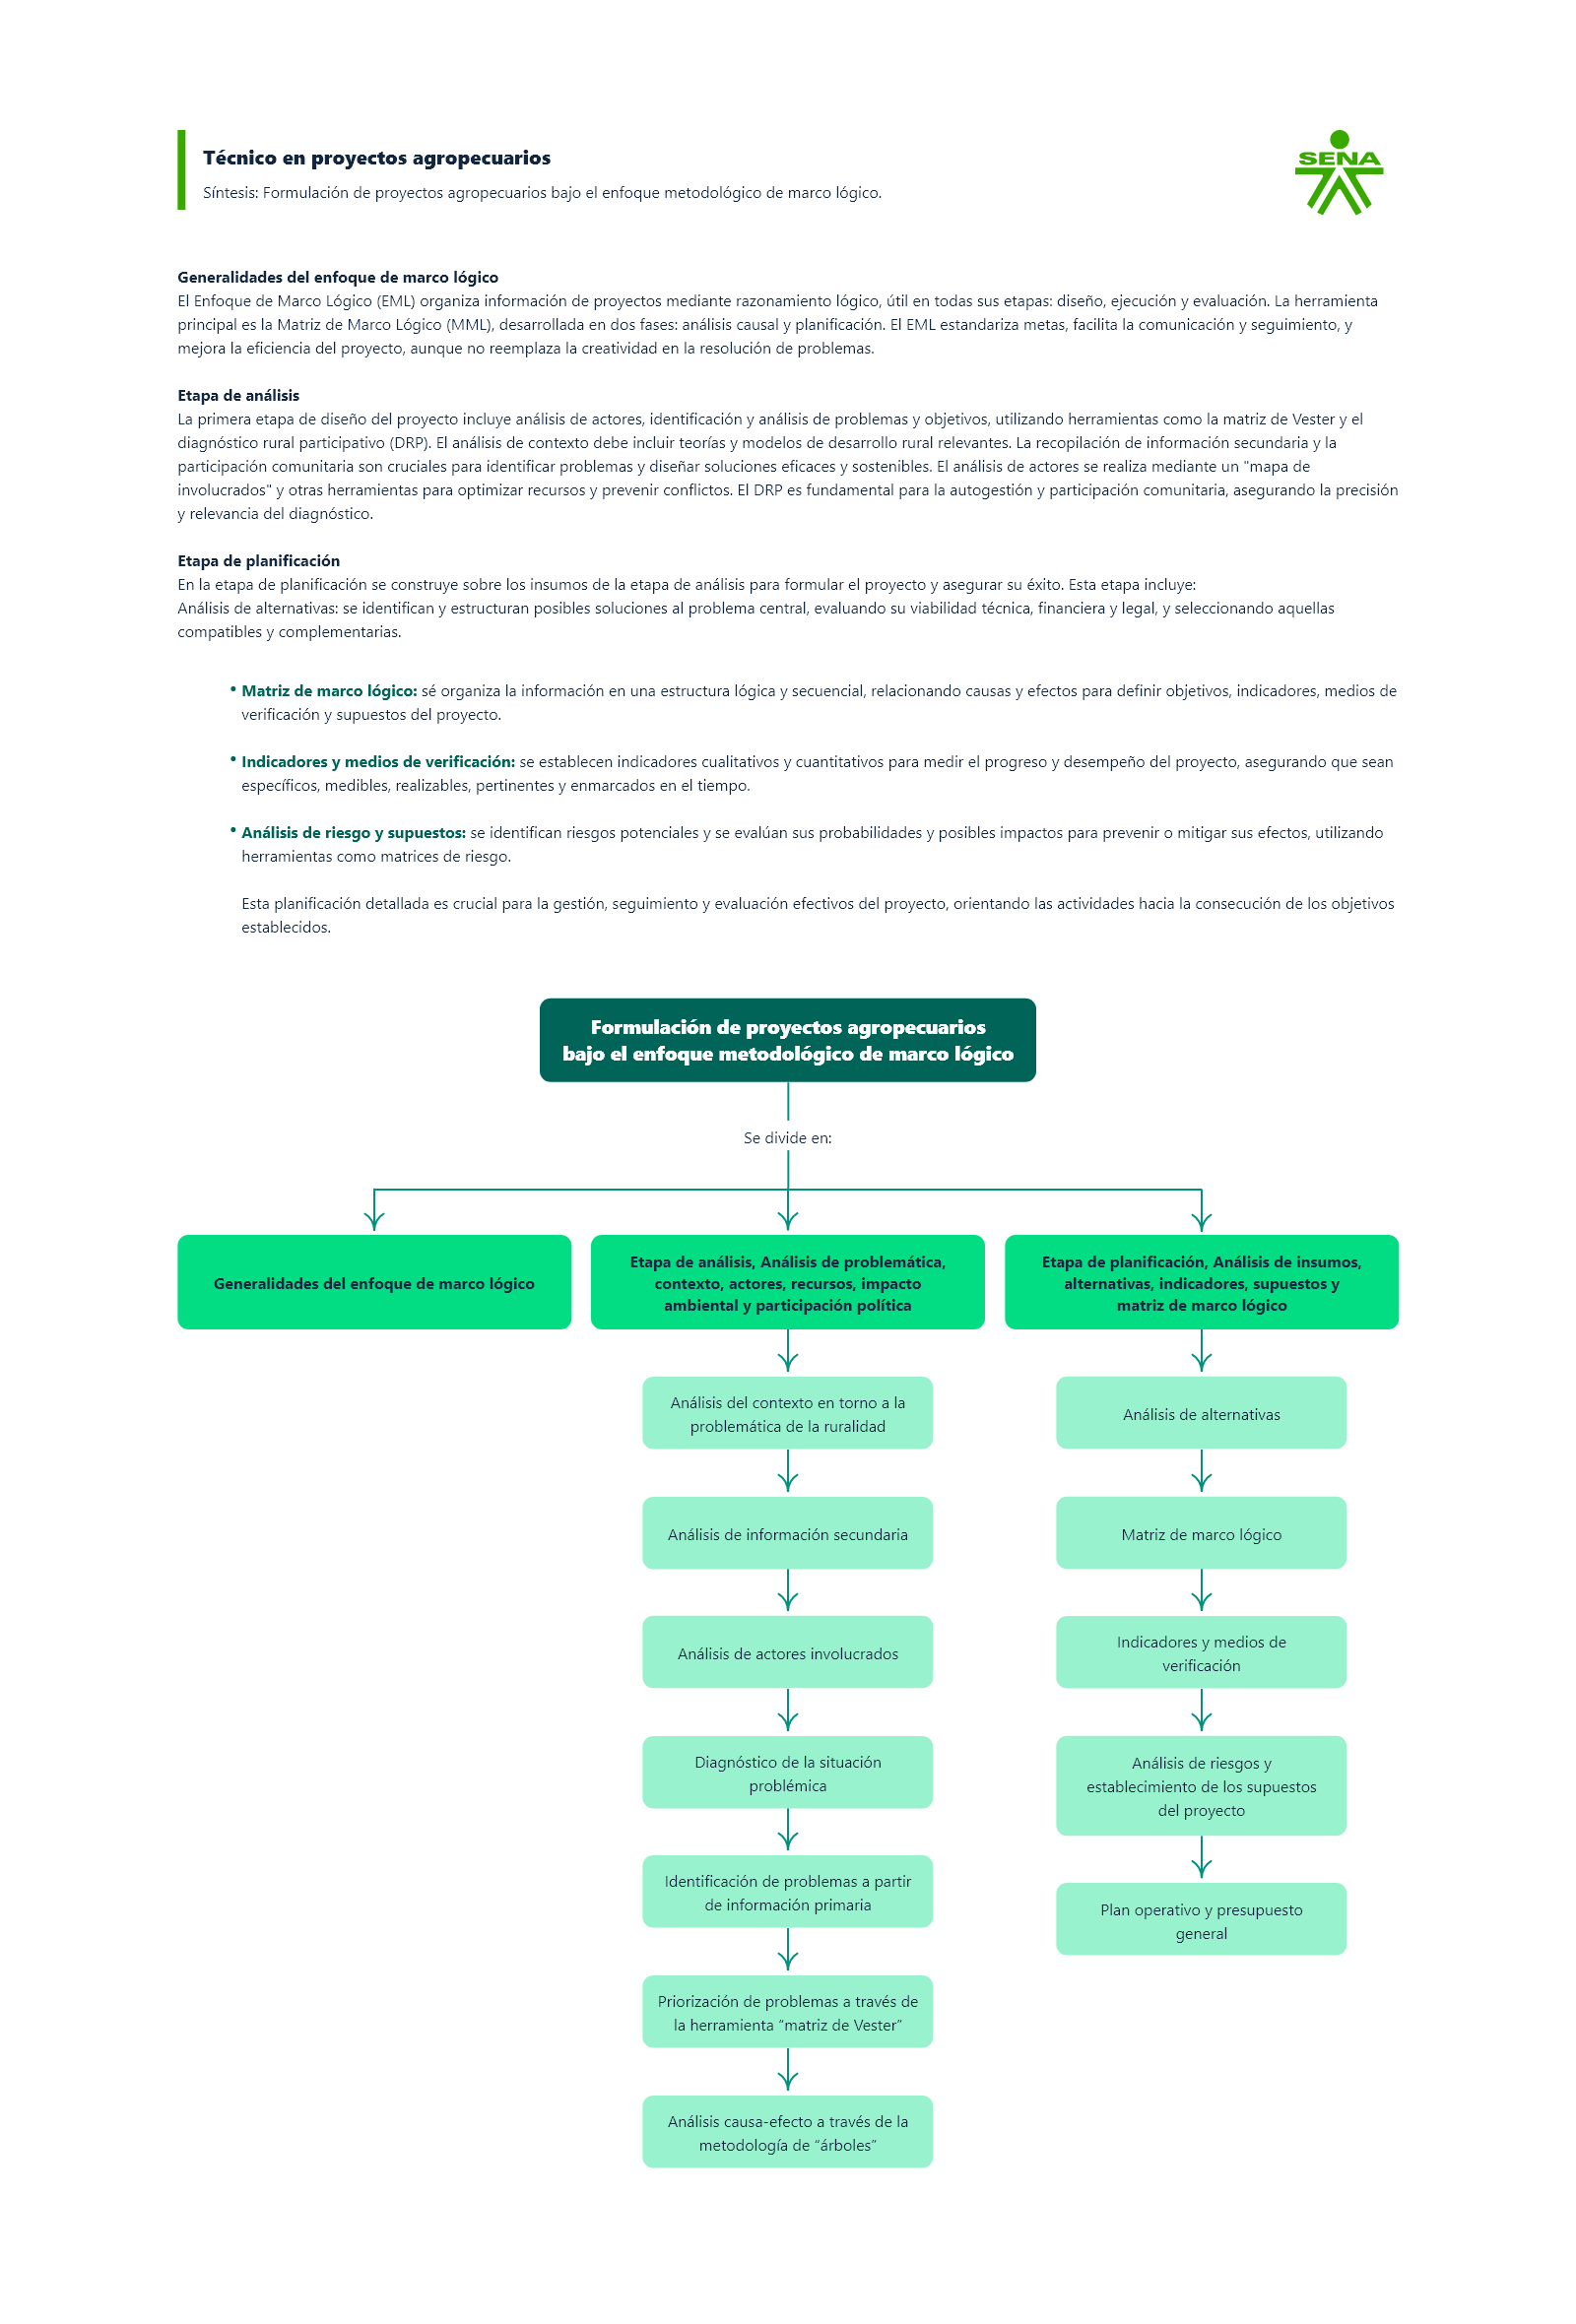 Técnico en proyectos agropecuarios
Síntesis: Formulación de proyectos agropecuarios bajo el enfoque metodológico de marco lógico.
SENA
Generalidades del enfoque de marco lógico
El Enfoque de Marco Lógico (EML) organiza información de proyectos mediante razonamiento lógico, útil en todas sus etapas: diseño, ejecución y evaluación. La herramienta
principal es la Matriz de Marco Lógico (MML), desarrollada en dos fases: análisis causal y planificación. El EML estandariza metas, facilita la comunicación y seguimiento, y
mejora la eficiencia del proyecto, aunque no reemplaza la creatividad en la resolución de problemas.
Etapa de análisis
La primera etapa de diseño del proyecto incluye análisis de actores, identificación y análisis de problemas y objetivos, utilizando herramientas como la matriz de Vester y el
diagnóstico rural participativo (DRP). El análisis de contexto debe incluir teorías y modelos de desarrollo rural relevantes. La recopilación de información secundaria y la
participación comunitaria son cruciales para identificar problemas y diseñar soluciones eficaces y sostenibles. El análisis de actores se realiza mediante un "mapa de
involucrados" y otras herramientas para optimizar recursos y prevenir conflictos. El DRP es fundamental para la autogestión y participación comunitaria, asegurando la precisión
y relevancia del diagnóstico.
Etapa de planificación
En la etapa de planificación se construye sobre los insumos de la etapa de análisis para formular el proyecto y asegurar su éxito. Esta etapa incluye:
Análisis de alternativas: se identifican y estructuran posibles soluciones al problema central, evaluando su viabilidad técnica, financiera y legal, y seleccionando aquellas
compatibles y complementarias.
• Matriz de marco lógico: sé organiza la información en una estructura lógica y secuencial, relacionando causas y efectos para definir objetivos, indicadores, medios de
verificación y supuestos del proyecto.
• Indicadores y medios de verificación: se establecen indicadores cualitativos y cuantitativos para medir el progreso y desempeño del proyecto, asegurando que sean
específicos, medibles, realizables, pertinentes y enmarcados en el tiempo.
• Análisis de riesgo y supuestos: se identifican riesgos potenciales y se evalúan sus probabilidades y posibles impactos para prevenir o mitigar sus efectos, utilizando
herramientas como matrices de riesgo.
Esta planificación detallada es crucial para la gestión, seguimiento y evaluación efectivos del proyecto, orientando las actividades hacia la consecución de los objetivos
establecidos.
Formulación de proyectos agropecuarios
bajo el enfoque metodológico de marco lógico
Se divide en:
Generalidades del enfoque de marco lógico
Etapa de análisis, Análisis de problemática,
contexto, actores, recursos, impacto
ambiental y participación política
Análisis del contexto en torno a la
problemática de la ruralidad
Análisis de información secundaria
Análisis de actores involucrados
Diagnóstico de la situación
problémica
Identificación de problemas a partir
de información primaria
Priorización de problemas a través de
la herramienta “matriz de Vester”
Análisis causa-efecto a través de la
metodología de “árboles”
Etapa de planificación, Análisis de insumos,
alternativas, indicadores, supuestos y
matriz de marco lógico
Análisis de alternativas
Matriz de marco lógico
Indicadores y medios de
verificación
Análisis de riesgos y
establecimiento de los supuestos
del proyecto
Plan operativo y presupuesto
general